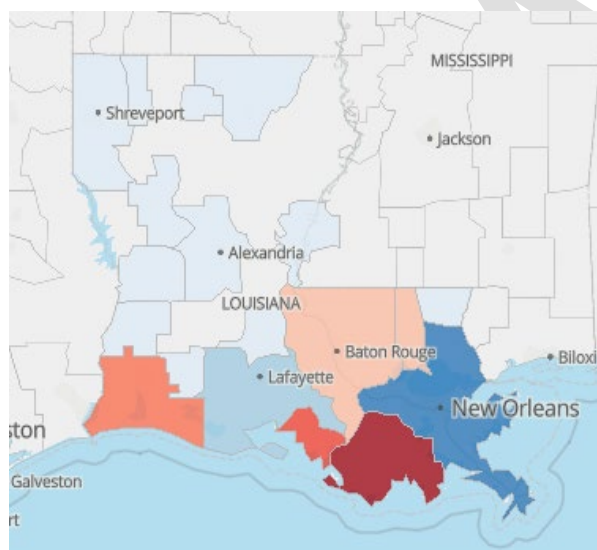 MISSISSIPPI
Shreveport
Jackson
Alexandria
LOUISIANA
Baton Rouge
Biloxi
Lafayette
New Orleans
ston
Galveston
rt